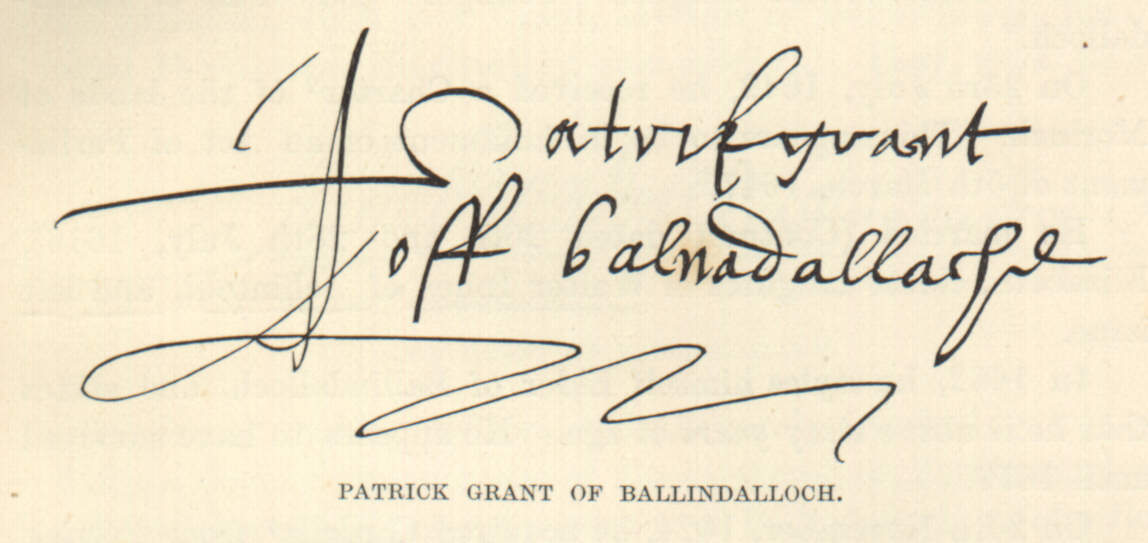 Patrik grant
off balnadallache
PATRICK GRANT OF BALLINDALLOCH.